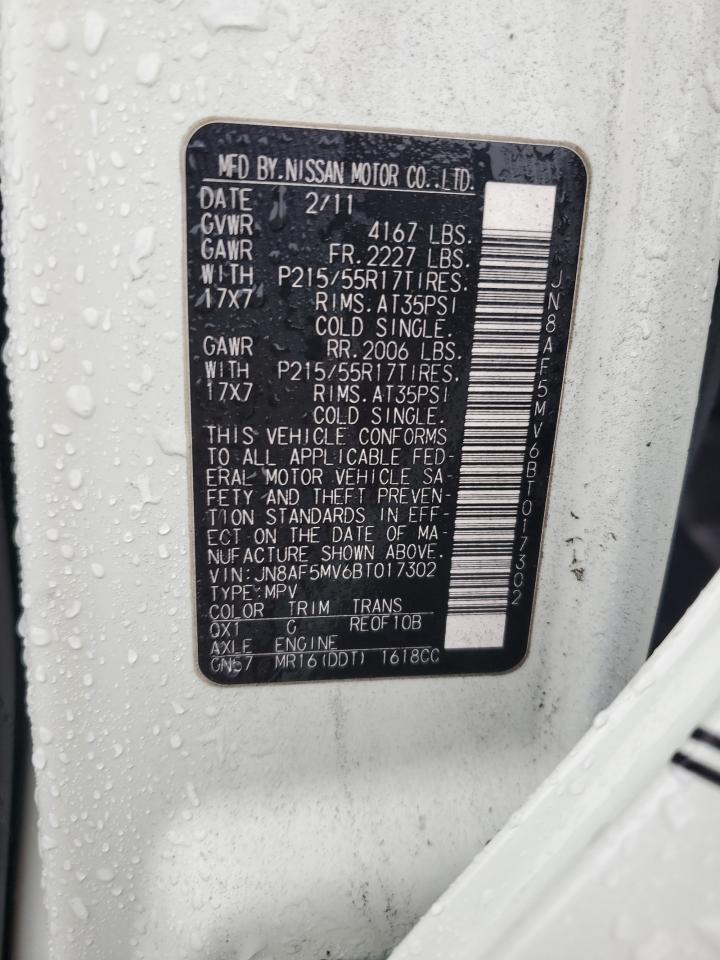 MFD BY.NISSAN MOTOR CO.,LTD.
DATE 2/11
GVWR 4167 LBS.
GAWR FR.2227 LBS.
WITH P215/55R17TIRES.
17X7 RIMS.AT35PSI
COLD SINGLE.
GAWR RR.2006 LBS.
WITH P215/55R17TIRES.
17X7 RIMS.AT35PSI
COLD SINGLE.
THIS VEHICLE CONFORMS
TO ALL APPLICABLE FED-
ERAL MOTOR VEHICLE SA-
FETY AND THEFT PREVEN-
TION STANDARDS IN EFF-
ECT ON THE DATE OF MA-
NUFACTURE SHOWN ABOVE.
VIN:JN8AF5MV6BT017302
TYPE:MPV
COLOR TRIM TRANS
QX1 C RE0F10B
AXLE ENGINE
GN57 MR16(DDT) 1618CC
JN8AF5MV6BT017302